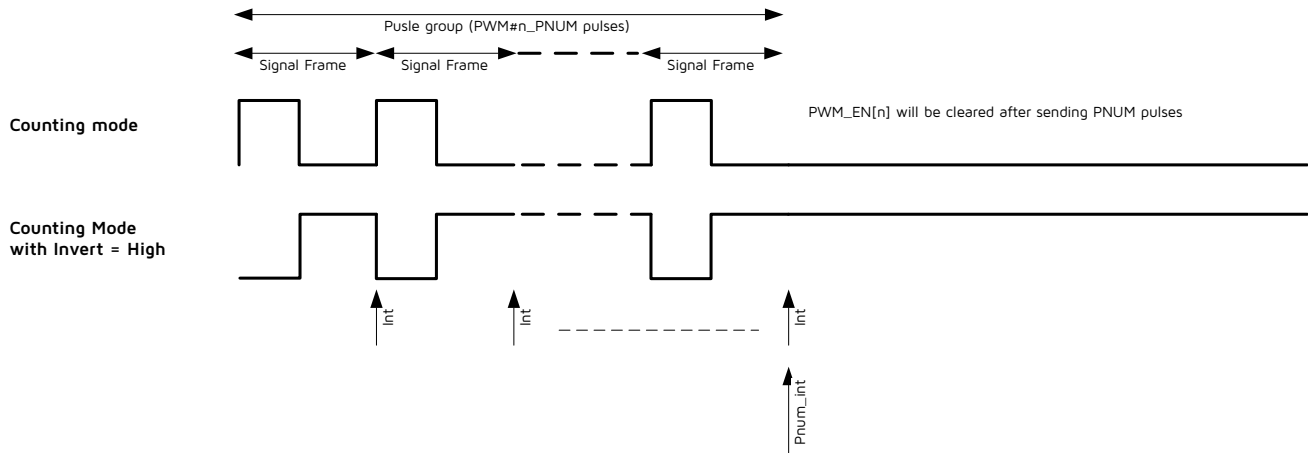 Pusle group (PWM#n_PNUM pulses)
Signal Frame
Signal Frame
Signal Frame
Counting mode
PWM_EN[n] will be cleared after sending PNUM pulses
Counting Mode
with Invert = High
Int
Int
Int
Pnum_int